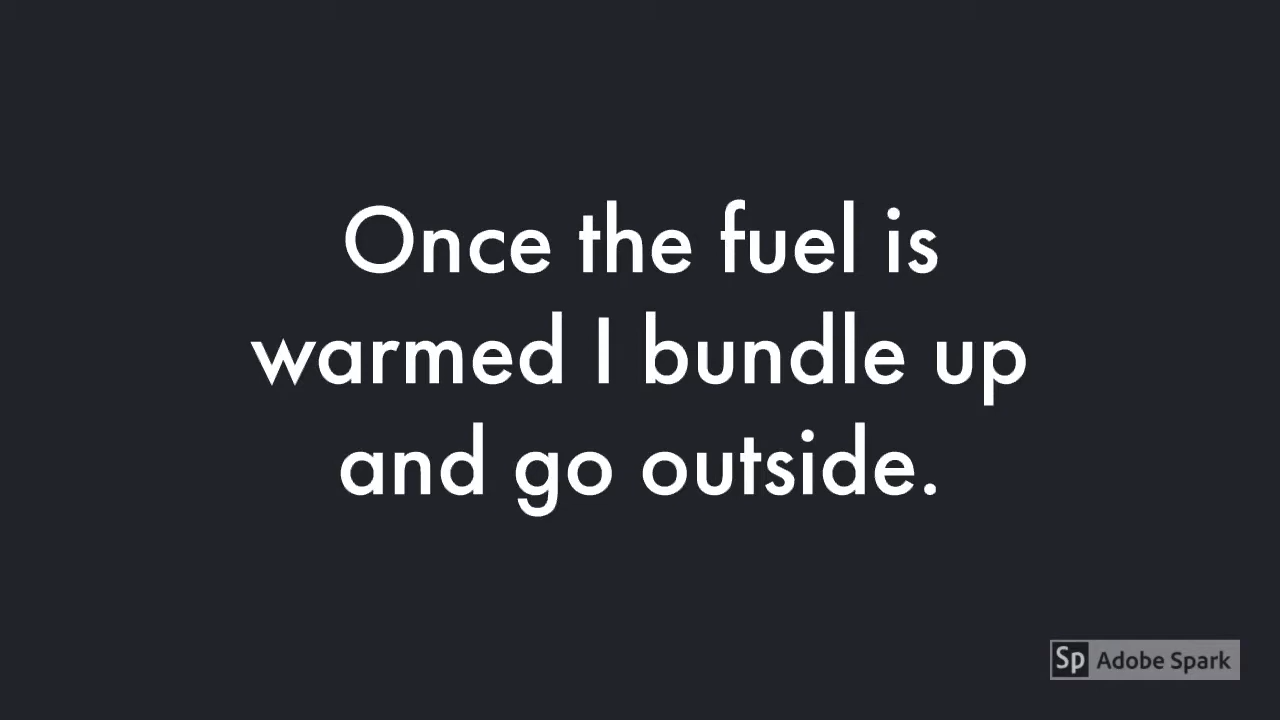 Once the fuel is
warmed I bundle up
and go outside.
Sp Adobe Spark